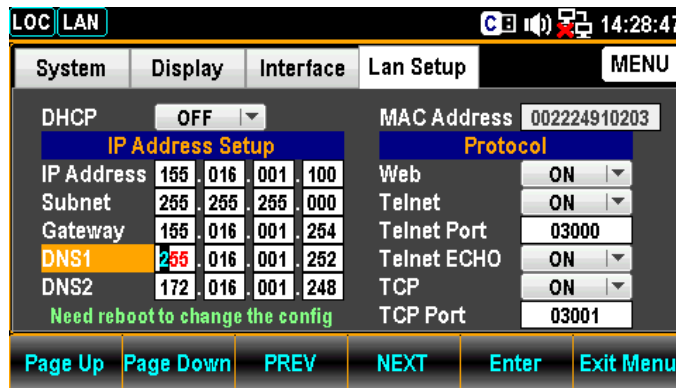 LOC LAN C 14:28:47
System Display Interface Lan Setup MENU
DHCP OFF
IP Address Setup
IP Address 155 . 016 . 001 . 100
Subnet 255 . 255 . 255 . 000
Gateway 155 . 016 . 001 . 254
DNS1 255 . 016 . 001 . 252
DNS2 172 . 016 . 001 . 248
Need reboot to change the config
MAC Address 002224910203
Protocol
Web ON
Telnet ON
Telnet Port 03000
Telnet ECHO ON
TCP ON
TCP Port 03001
Page Up Page Down PREV NEXT Enter Exit Menu